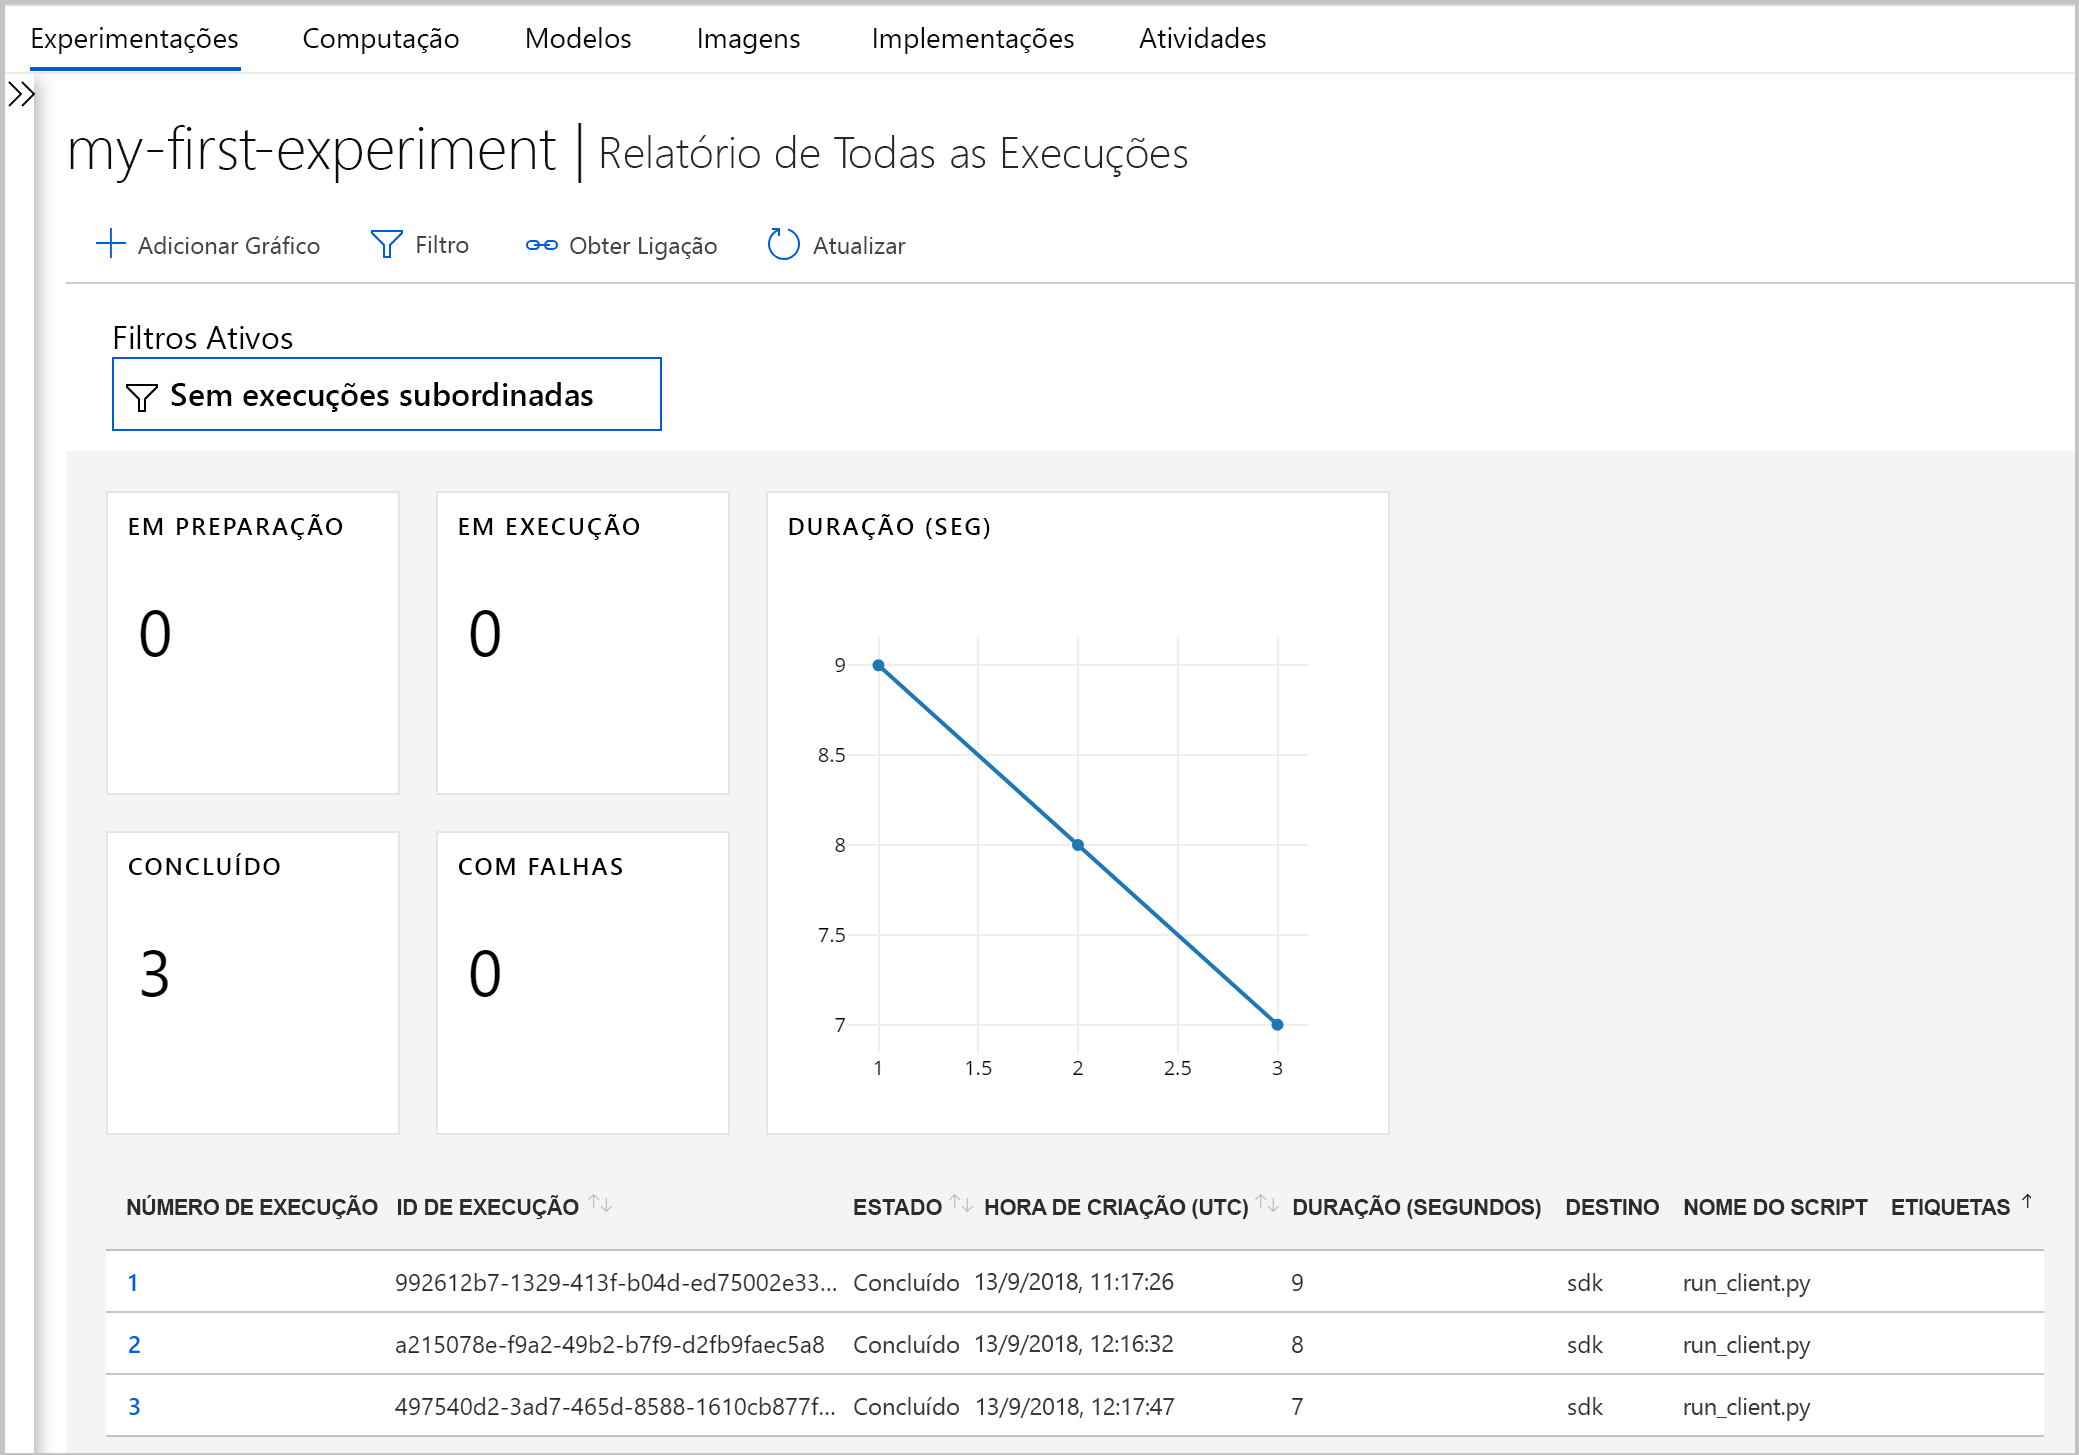 Experimentações Computação Modelos Imagens Implementações Atividades
my-first-experiment | Relatório de Todas as Execuções
Adicionar Gráfico Filtro Obter Ligação Atualizar
Filtros Ativos
Sem execuções subordinadas
EM PREPARAÇÃO
0
EM EXECUÇÃO
0
CONCLUÍDO
3
COM FALHAS
0
DURAÇÃO (SEG)
9
8.5
8
7.5
7
1 1.5 2 2.5 3
NÚMERO DE EXECUÇÃO ID DE EXECUÇÃO ESTADO HORA DE CRIAÇÃO (UTC) DURAÇÃO (SEGUNDOS) DESTINO NOME DO SCRIPT ETIQUETAS
1 992612b7-1329-413f-b04d-ed75002e33... Concluído 13/9/2018, 11:17:26 9 sdk run_client.py
2 a215078e-f9a2-49b2-b7f9-d2fb9faec5a8 Concluído 13/9/2018, 12:16:32 8 sdk run_client.py
3 497540d2-3ad7-465d-8588-1610cb877f... Concluído 13/9/2018, 12:17:47 7 sdk run_client.py